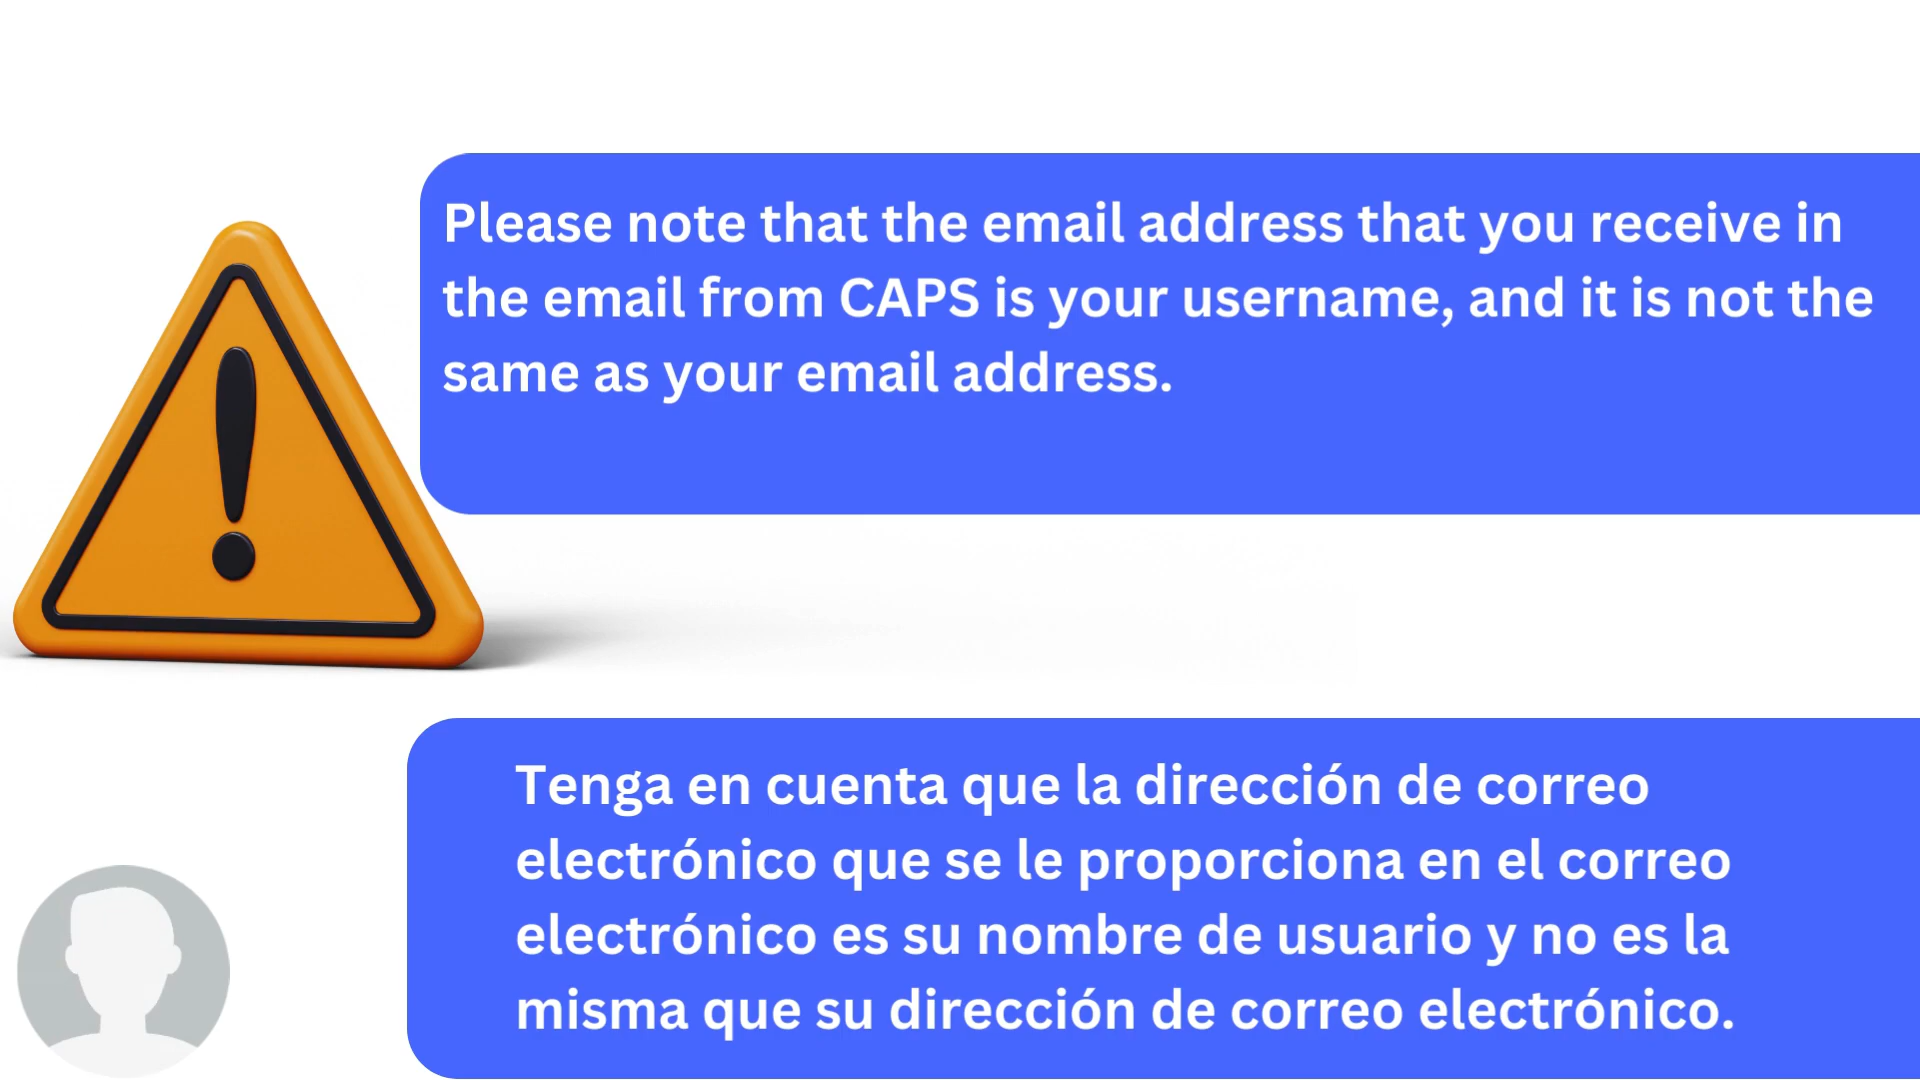 Please note that the email address that you receive in
the email from CAPS is your username, and it is not the
same as your email address.
Tenga en cuenta que la dirección de correo
electrónico que se le proporciona en el correo
electrónico es su nombre de usuario y no es la
misma que su dirección de correo electrónico.